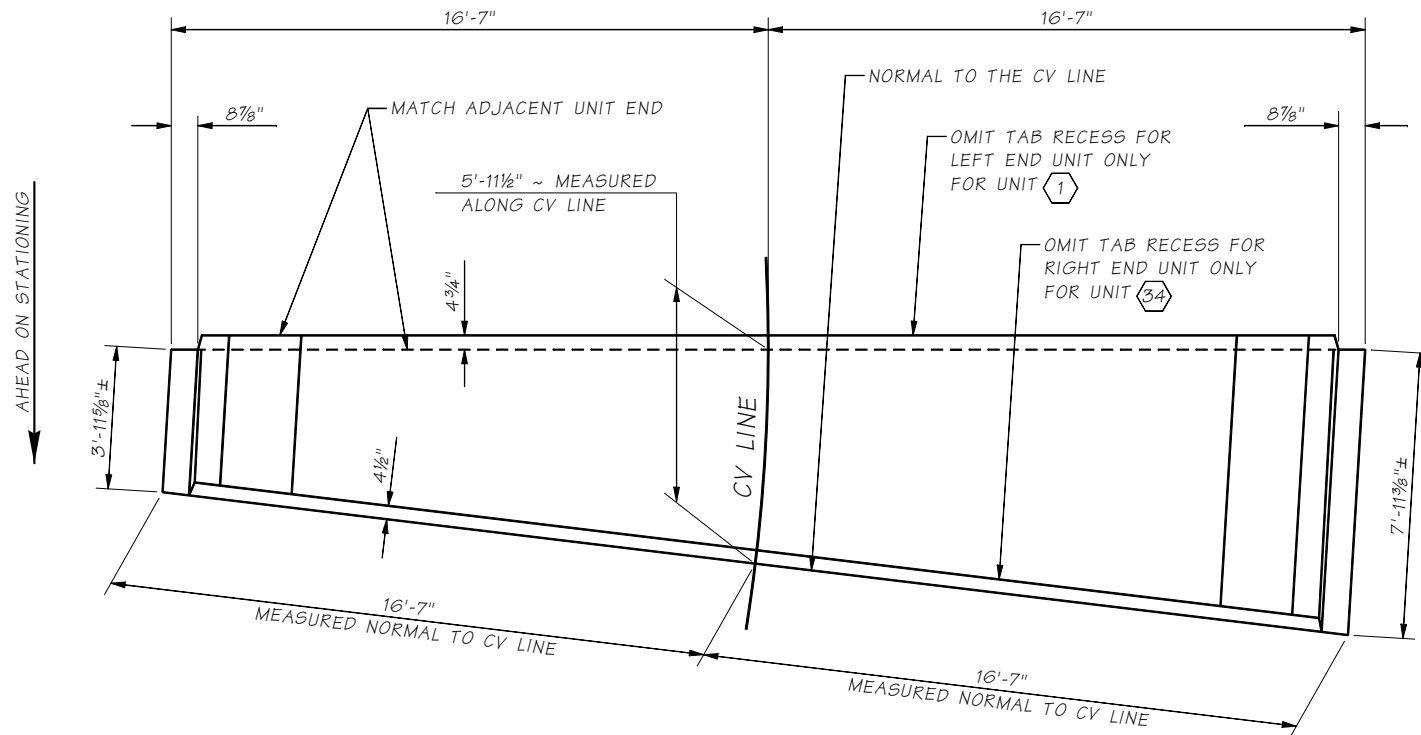 16'-7"
16'-7"
NORMAL TO THE CV LINE
8⅞"
MATCH ADJACENT UNIT END
8⅞"
OMIT TAB RECESS FOR
LEFT END UNIT ONLY
FOR UNIT 1
5'-11½" ~ MEASURED
ALONG CV LINE
AHEAD ON STATIONING
OMIT TAB RECESS FOR
RIGHT END UNIT ONLY
FOR UNIT 34
4¾"
3'-11⅝"±
CV LINE
4½"
7'-11⅜"±
16'-7"
MEASURED NORMAL TO CV LINE
16'-7"
MEASURED NORMAL TO CV LINE